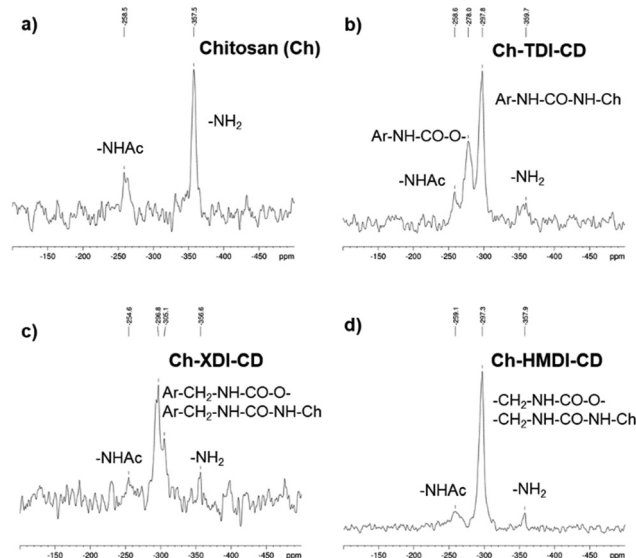 a)
-258.5
-357.5
Chitosan (Ch)
-NHAc
-NH2
-150 -200 -250 -300 -350 -400 -450 ppm
b)
-258.6
-278.0
-297.8
-359.7
Ch-TDI-CD
Ar-NH-CO-NH-Ch
Ar-NH-CO-O-
-NHAc
-NH2
-150 -200 -250 -300 -350 -400 -450 ppm
c)
-254.6
-296.8
-305.1
-356.6
Ch-XDI-CD
Ar-CH2-NH-CO-O-
Ar-CH2-NH-CO-NH-Ch
-NHAc
-NH2
-150 -200 -250 -300 -350 -400 -450 ppm
d)
-259.1
-297.3
-357.9
Ch-HMDI-CD
-CH2-NH-CO-O-
-CH2-NH-CO-NH-Ch
-NHAc
-NH2
-150 -200 -250 -300 -350 -400 -450 ppm